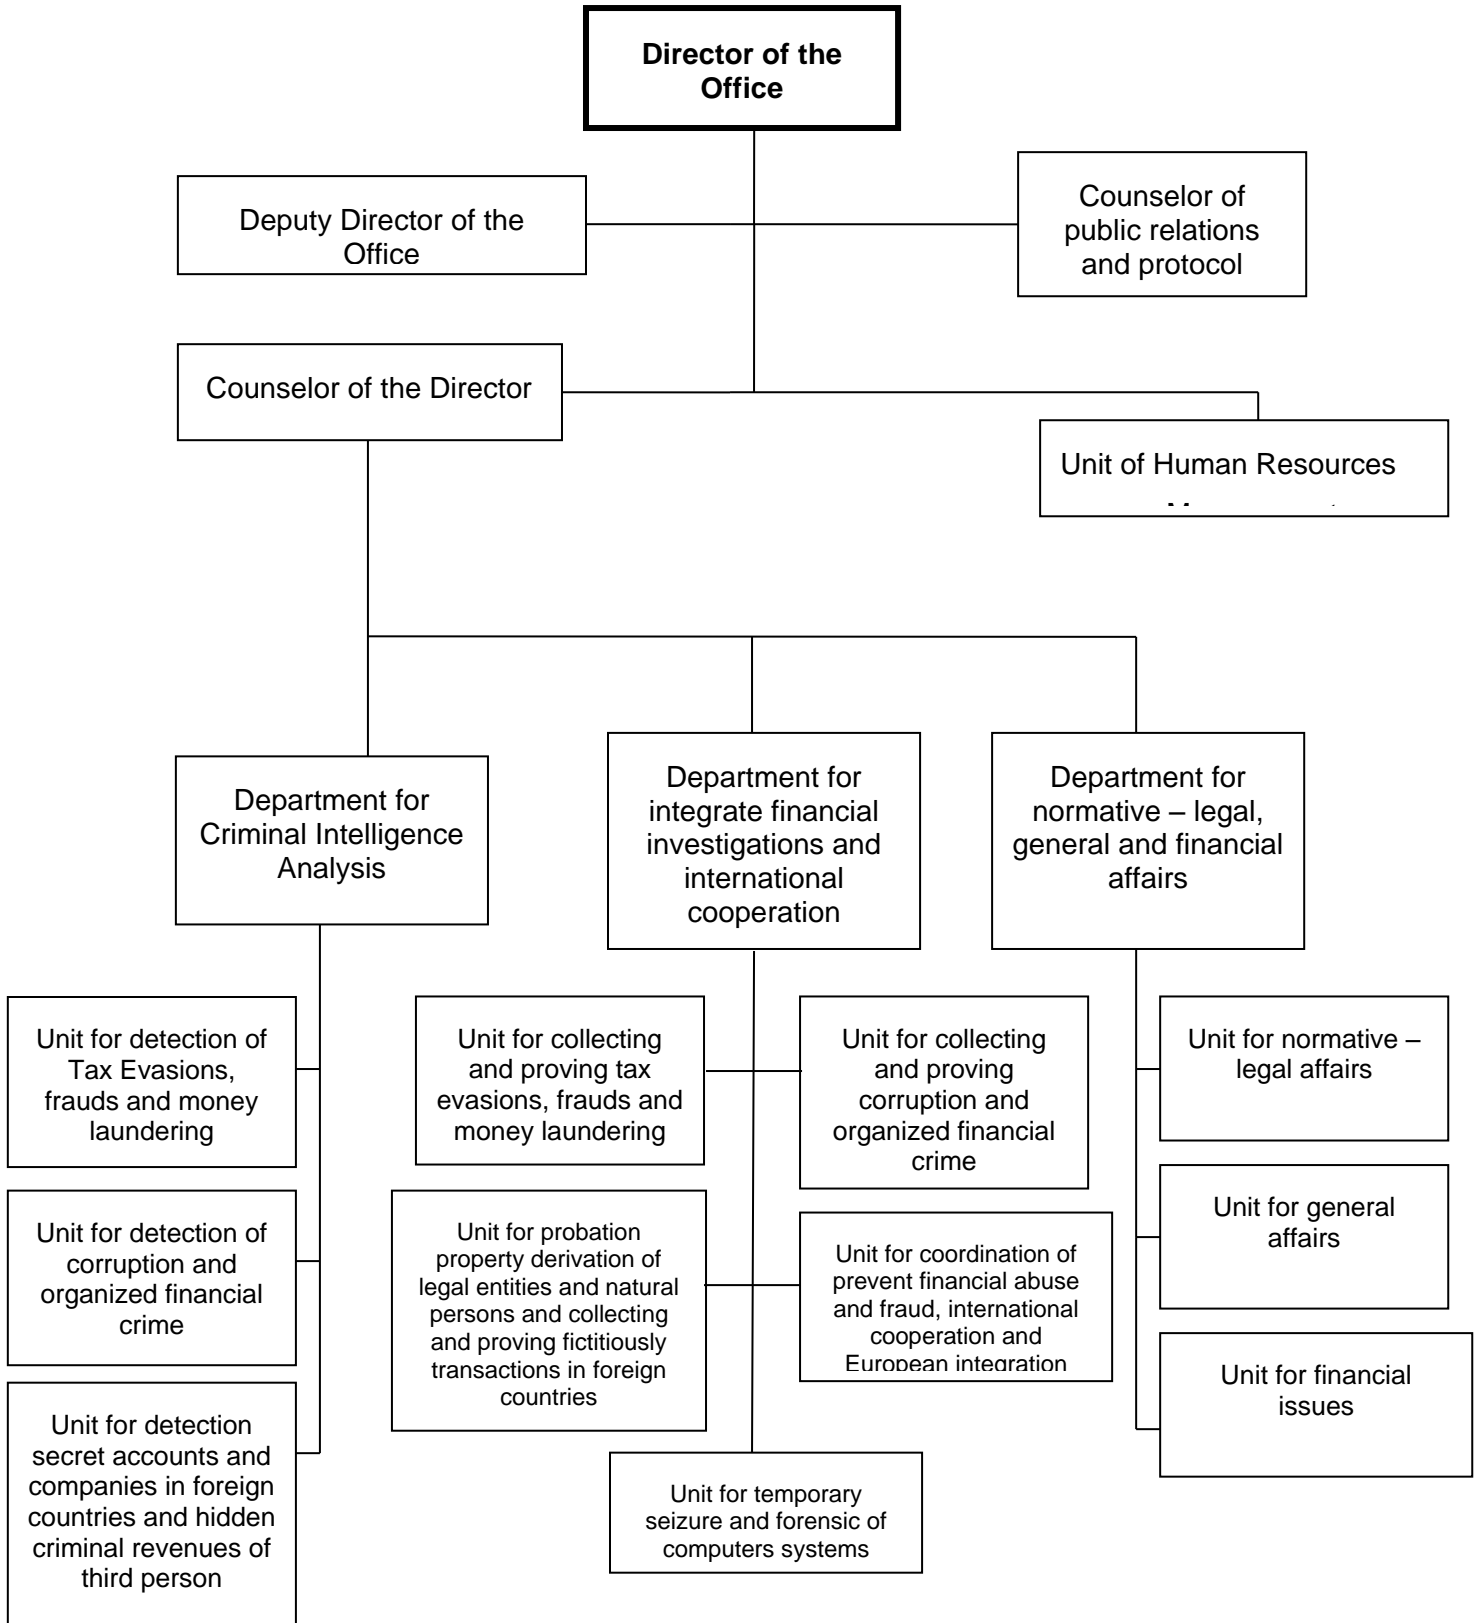 Director of the
Office
Deputy Director of the
Office
Counselor of
public relations
and protocol
Counselor of the Director
Unit of Human Resources
Department for
Criminal Intelligence
Analysis
Department for
integrate financial
investigations and
international
cooperation
Department for
normative – legal,
general and financial
affairs
Unit for detection of
Tax Evasions,
frauds and money
laundering
Unit for collecting
and proving tax
evasions, frauds and
money laundering
Unit for collecting
and proving
corruption and
organized financial
crime
Unit for normative –
legal affairs
Unit for detection of
corruption and
organized financial
crime
Unit for probation
property derivation of
legal entities and natural
persons and collecting
and proving fictitiously
transactions in foreign
countries
Unit for coordination of
prevent financial abuse
and fraud, international
cooperation and
European integration
Unit for general
affairs
Unit for detection
secret accounts and
companies in foreign
countries and hidden
criminal revenues of
third person
Unit for temporary
seizure and forensic of
computers systems
Unit for financial
issues